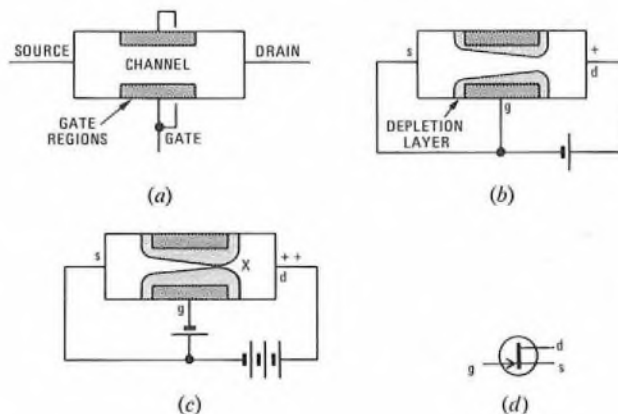 SOURCE
CHANNEL
DRAIN
GATE
REGIONS
GATE
(a)
s
+
d
g
DEPLETION
LAYER
(b)
s
X
+ +
d
g
(c)
g
d
s
(d)